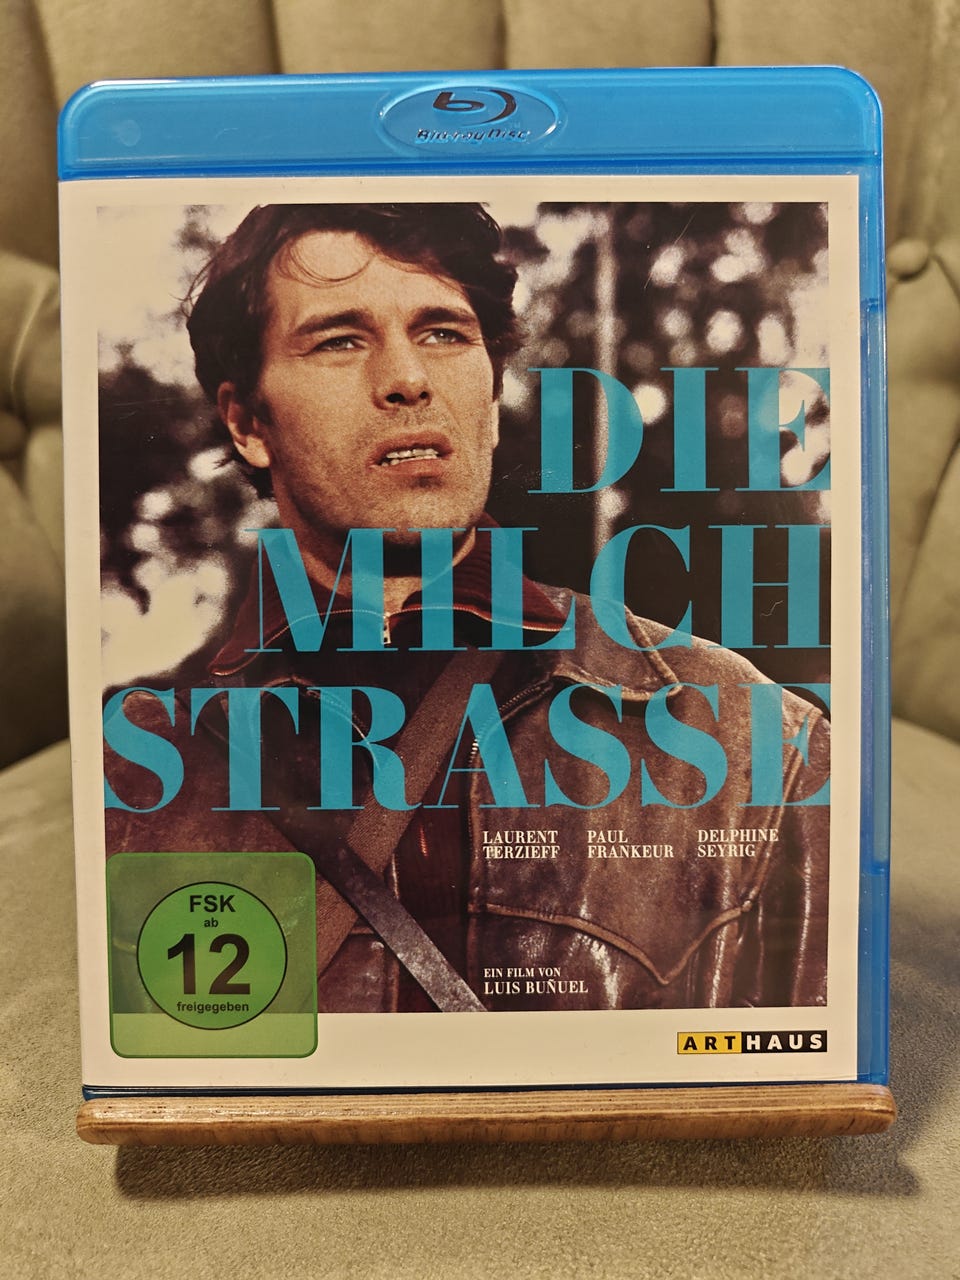 Blu-ray Disc
DIE
MILCH
STRASSE
LAURENT TERZIEFF
PAUL FRANKEUR
DELPHINE SEYRIG
EIN FILM VON
LUIS BUÑUEL
FSK
ab
12
freigegeben
ARTHAUS